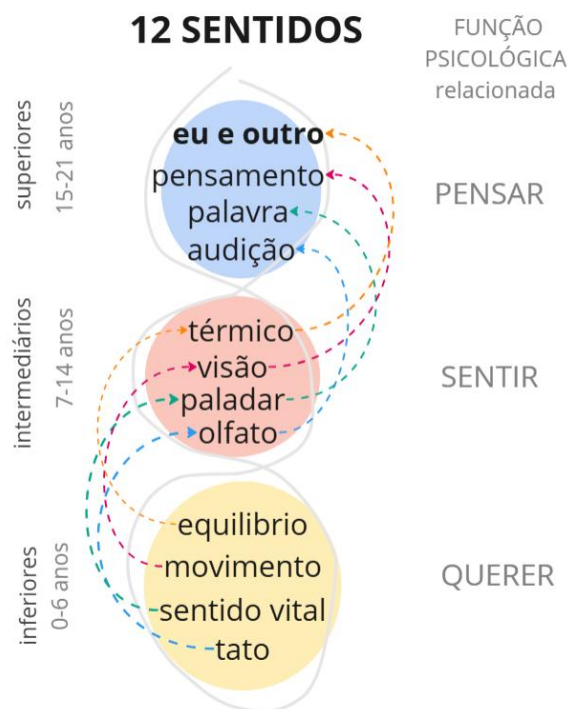 12 SENTIDOS
FUNÇÃO
PSICOLÓGICA
relacionada
superiores
15-21 anos
eu e outro
pensamento
palavra
audição
PENSAR
intermediários
7-14 anos
térmico
visão
paladar
olfato
SENTIR
inferiores
0-6 anos
equilibrio
movimento
sentido vital
tato
QUERER